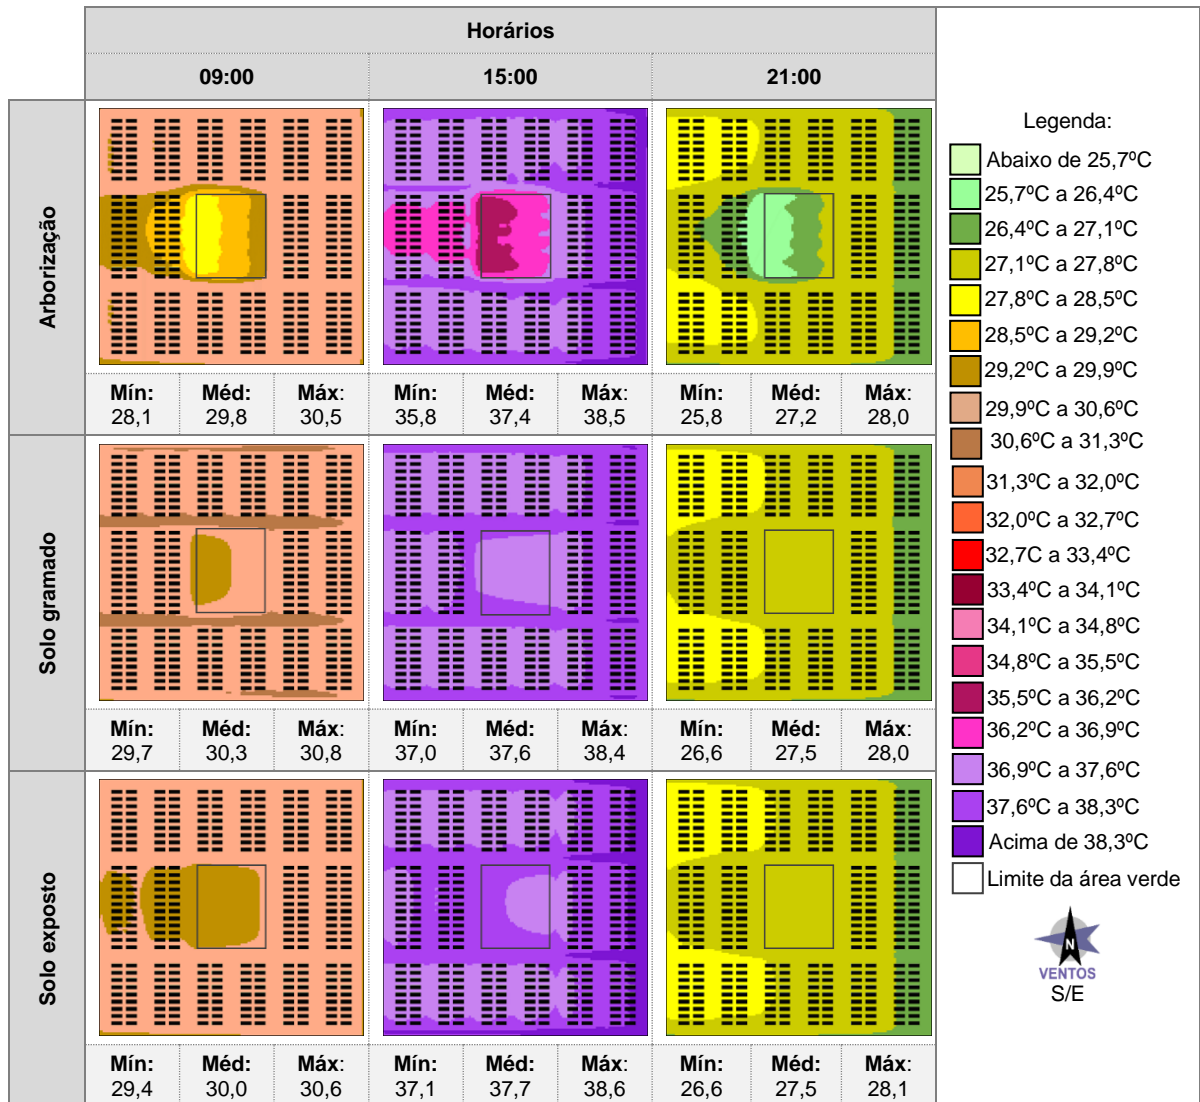 Horários
09:00 15:00 21:00
Arborização
Mín: Méd: Máx: Mín: Méd: Máx: Mín: Méd: Máx:
28,1 29,8 30,5 35,8 37,4 38,5 25,8 27,2 28,0
Solo gramado
Mín: Méd: Máx: Mín: Méd: Máx: Mín: Méd: Máx:
29,7 30,3 30,8 37,0 37,6 38,4 26,6 27,5 28,0
Solo exposto
Mín: Méd: Máx: Mín: Méd: Máx: Mín: Méd: Máx:
29,4 30,0 30,6 37,1 37,7 38,6 26,6 27,5 28,1
Legenda:
Abaixo de 25,7ºC
25,7ºC a 26,4ºC
26,4ºC a 27,1ºC
27,1ºC a 27,8ºC
27,8ºC a 28,5ºC
28,5ºC a 29,2ºC
29,2ºC a 29,9ºC
29,9ºC a 30,6ºC
30,6ºC a 31,3ºC
31,3ºC a 32,0ºC
32,0ºC a 32,7ºC
32,7C a 33,4ºC
33,4ºC a 34,1ºC
34,1ºC a 34,8ºC
34,8ºC a 35,5ºC
35,5ºC a 36,2ºC
36,2ºC a 36,9ºC
36,9ºC a 37,6ºC
37,6ºC a 38,3ºC
Acima de 38,3ºC
Limite da área verde
N
VENTOS
S/E